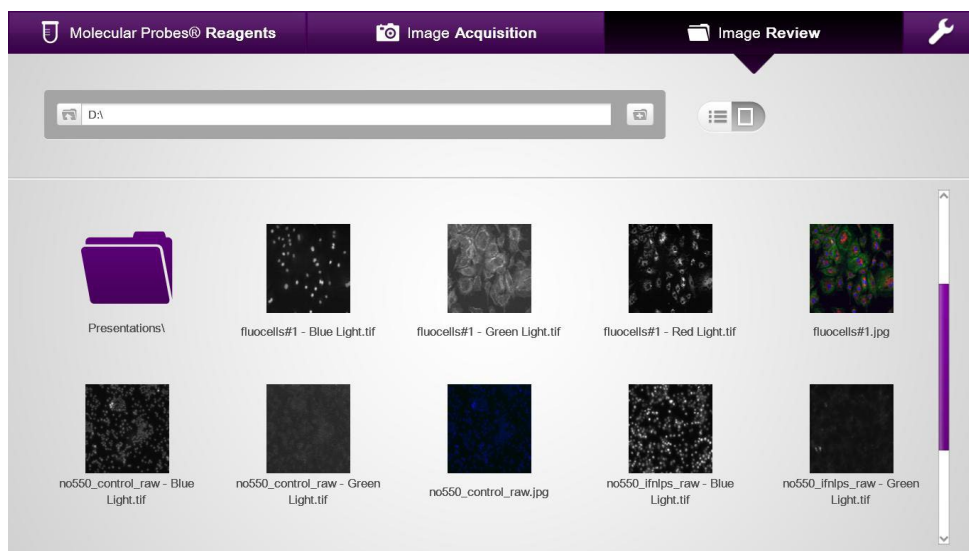 Molecular Probes® Reagents
Image Acquisition
Image Review
D:\
Presentations\
fluocells#1 - Blue Light.tif
fluocells#1 - Green Light.tif
fluocells#1 - Red Light.tif
fluocells#1.jpg
no550_control_raw - Blue
Light.tif
no550_control_raw - Green
Light.tif
no550_control_raw.jpg
no550_ifnlps_raw - Blue
Light.tif
no550_ifnlps_raw - Green
Light.tif